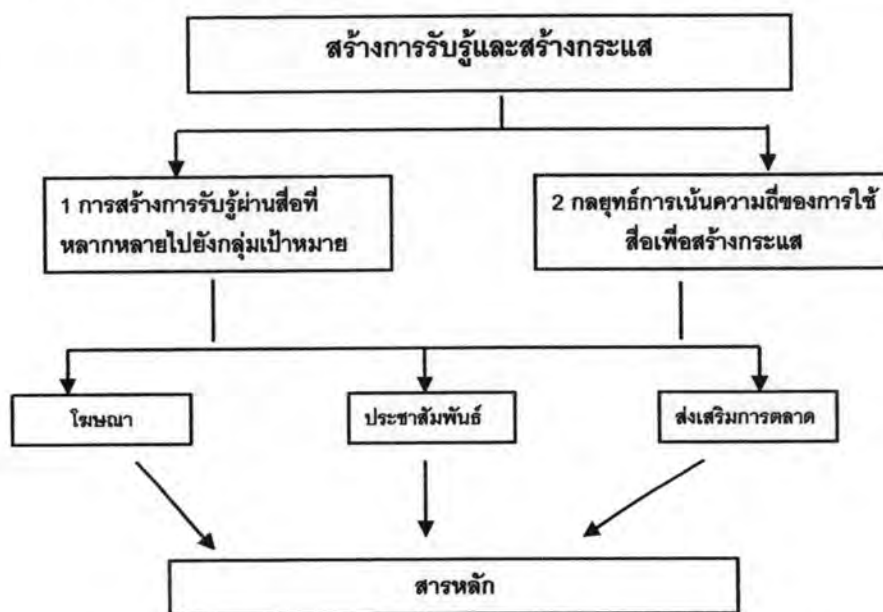 สร้างการรับรู้และสร้างกระแส
1 การสร้างการรับรู้ผ่านสื่อที่
หลากหลายไปยังกลุ่มเป้าหมาย
2 กลยุทธ์การเน้นความถี่ของการใช้
สื่อเพื่อสร้างกระแส
โฆษณา
ประชาสัมพันธ์
ส่งเสริมการตลาด
สารหลัก